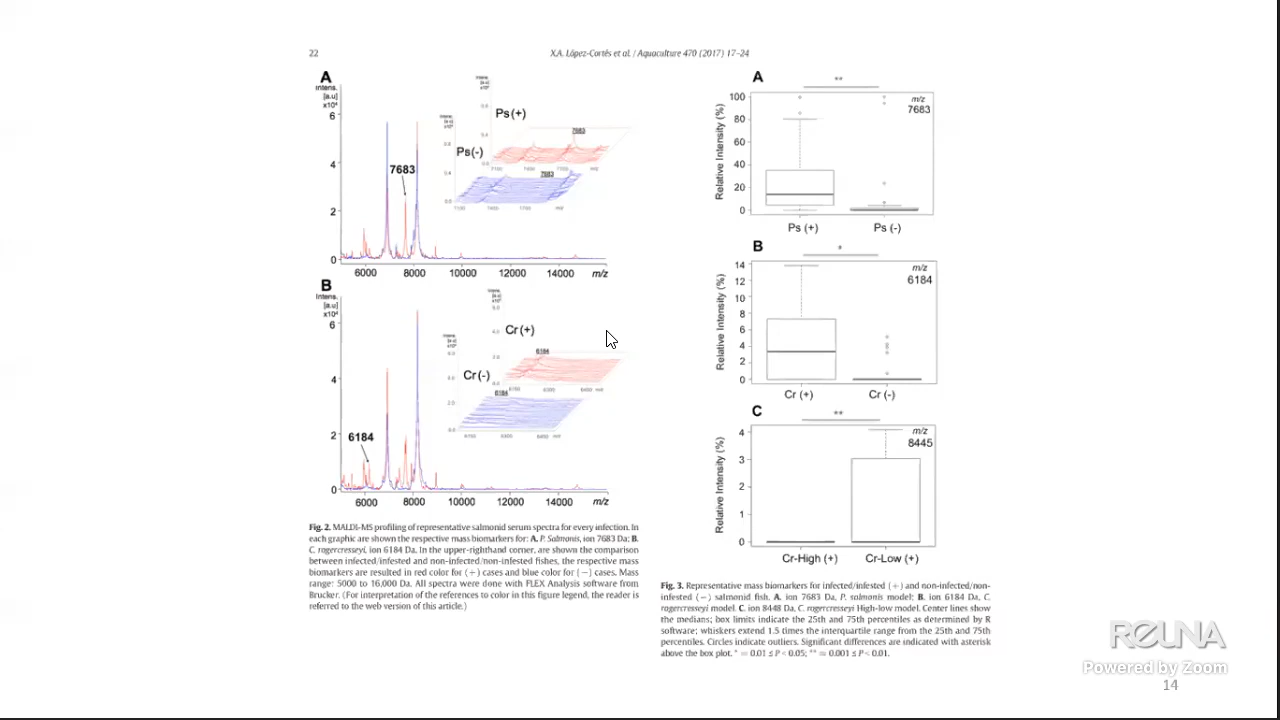 22
X.A. López-Cortés et al. / Aquaculture 470 (2017) 17–24
A
Intens.
[a.u]
x10⁴
6
4
2
0
7683
Ps(+)
7683
Ps(-)
7683
6000 8000 10000 12000 14000 m/z
B
Intens.
[a.u]
x10⁴
6
4
2
0
6184
Cr(+)
6184
Cr(-)
6184
6000 8000 10000 12000 14000 m/z
Fig. 2. MALDI-MS profiling of representative salmonid serum spectra for every infection. In
each graphic are shown the respective mass biomarkers for: A. P. Salmonis, ion 7683 Da; B.
C. rogercresseyi, ion 6184 Da. In the upper-righthand corner, are shown the comparison
between infected/infested and non-infected/non-infested fishes, the respective mass
biomarkers are resulted in red color for (+) cases and blue color for (−) cases. Mass
range: 5000 to 16,000 Da. All spectra were done with FLEX Analysis software from
Brucker. (For interpretation of the references to color in this figure legend, the reader is
referred to the web version of this article.)
A
**
m/z
7683
Relative Intensity (%)
100
80
60
40
20
0
Ps (+) Ps (-)
B
*
m/z
6184
Relative Intensity (%)
14
12
10
8
6
4
2
0
Cr (+) Cr (-)
C
**
m/z
8445
Relative Intensity (%)
4
3
2
1
0
Cr-High (+) Cr-Low (+)
Fig. 3. Representative mass biomarkers for infected/infested (+) and non-infected/non-
infested (−) salmonid fish. A. ion 7683 Da, P. salmonis model; B. ion 6184 Da, C.
rogercresseyi model. C. ion 8448 Da, C. rogercresseyi High-low model. Center lines show
the medians; box limits indicate the 25th and 75th percentiles as determined by R
software; whiskers extend 1.5 times the interquartile range from the 25th and 75th
percentiles. Circles indicate outliers. Significant differences are indicated with asterisk
above the box plot. * = 0.01 ≤ P < 0.05; ** = 0.001 ≤ P < 0.01.
REUNA
Powered by Zoom
14